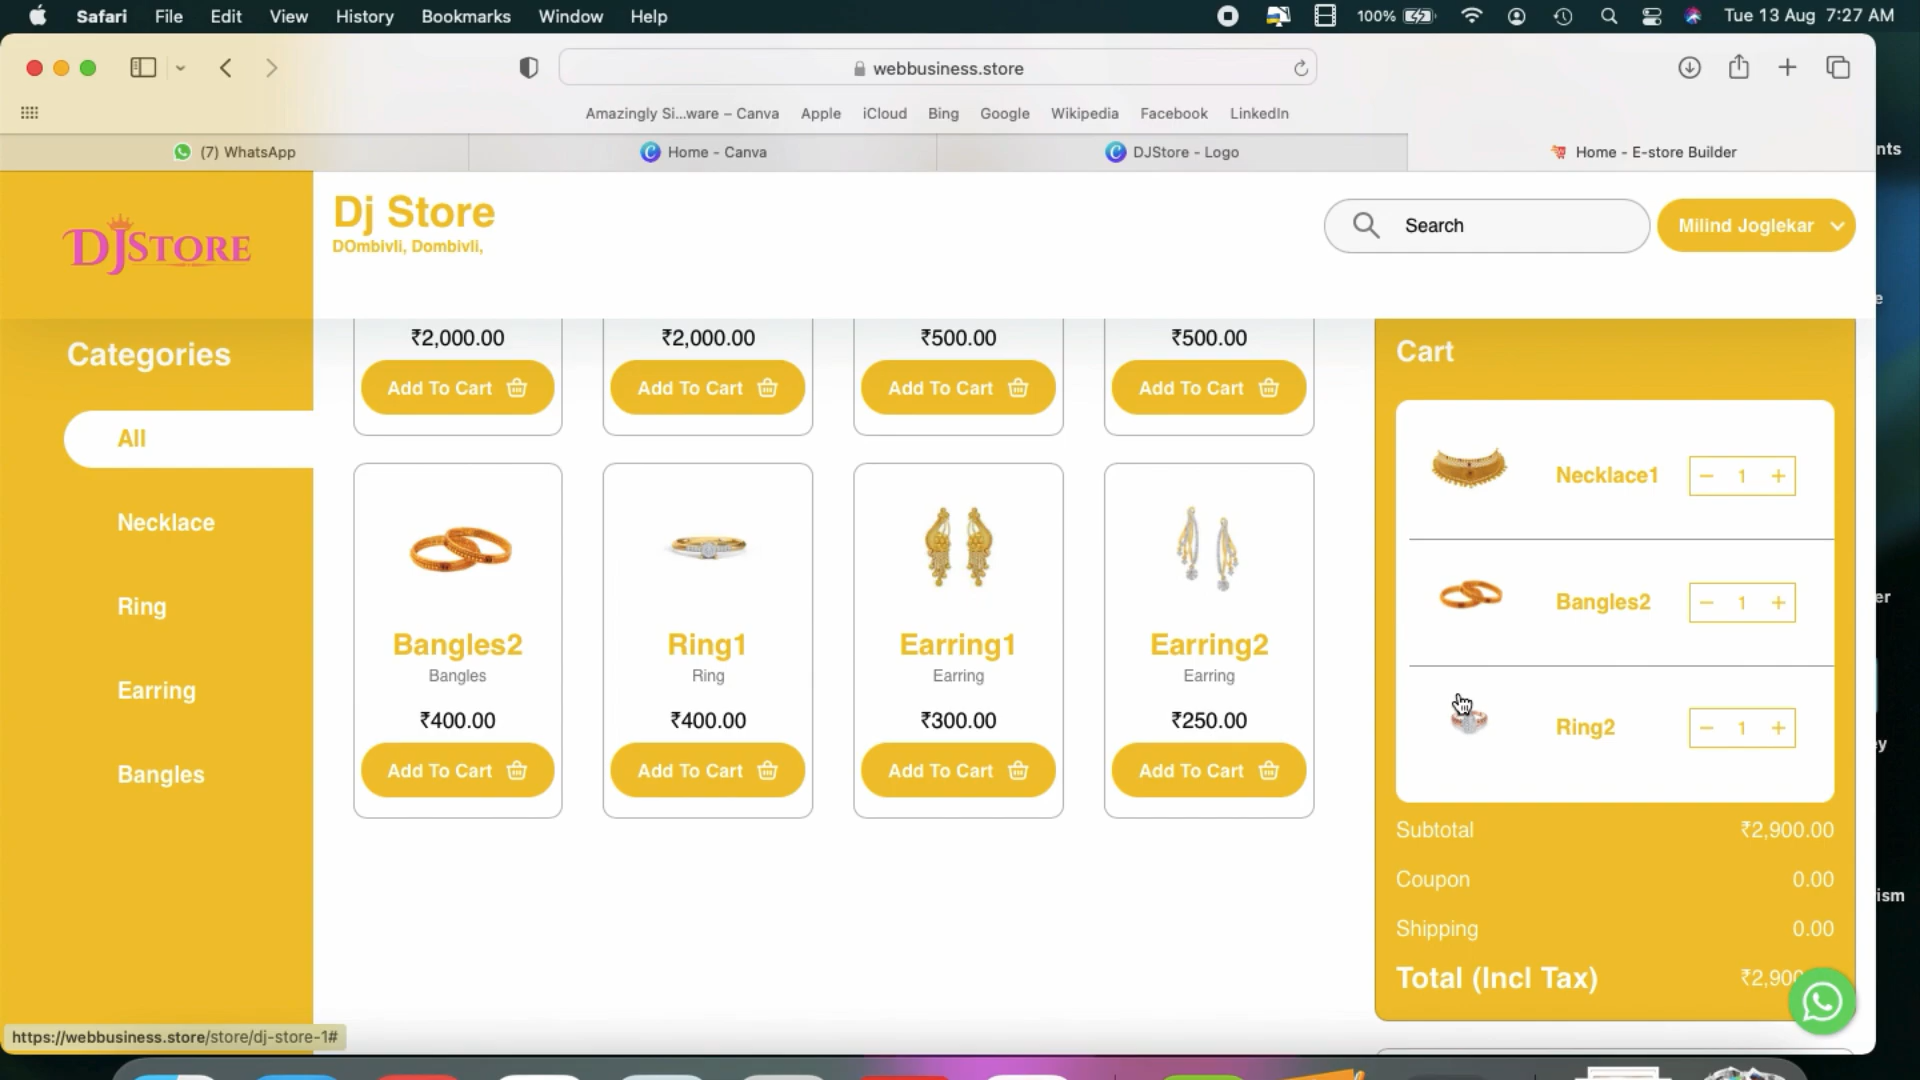 Safari File Edit View History Bookmarks Window Help 100% Tue 13 Aug 7:27 AM
webbusiness.store
Amazingly Si...ware – Canva Apple iCloud Bing Google Wikipedia Facebook LinkedIn
(7) WhatsApp Home - Canva DJStore - Logo Home - E-store Builder
nts
DJSTORE
Dj Store
DOmbivli, Dombivli,
Search
Milind Joglekar
e
Categories
All
Necklace
Ring
Earring
Bangles
₹2,000.00 ₹2,000.00 ₹500.00 ₹500.00
Add To Cart Add To Cart Add To Cart Add To Cart
Bangles2 Ring1 Earring1 Earring2
Bangles Ring Earring Earring
₹400.00 ₹400.00 ₹300.00 ₹250.00
Add To Cart Add To Cart Add To Cart Add To Cart
Cart
Necklace1 − 1 +
Bangles2 − 1 +
Ring2 − 1 +
Subtotal ₹2,900.00
Coupon 0.00
Shipping 0.00
Total (Incl Tax) ₹2,900
er
ey
ism
https://webbusiness.store/store/dj-store-1#